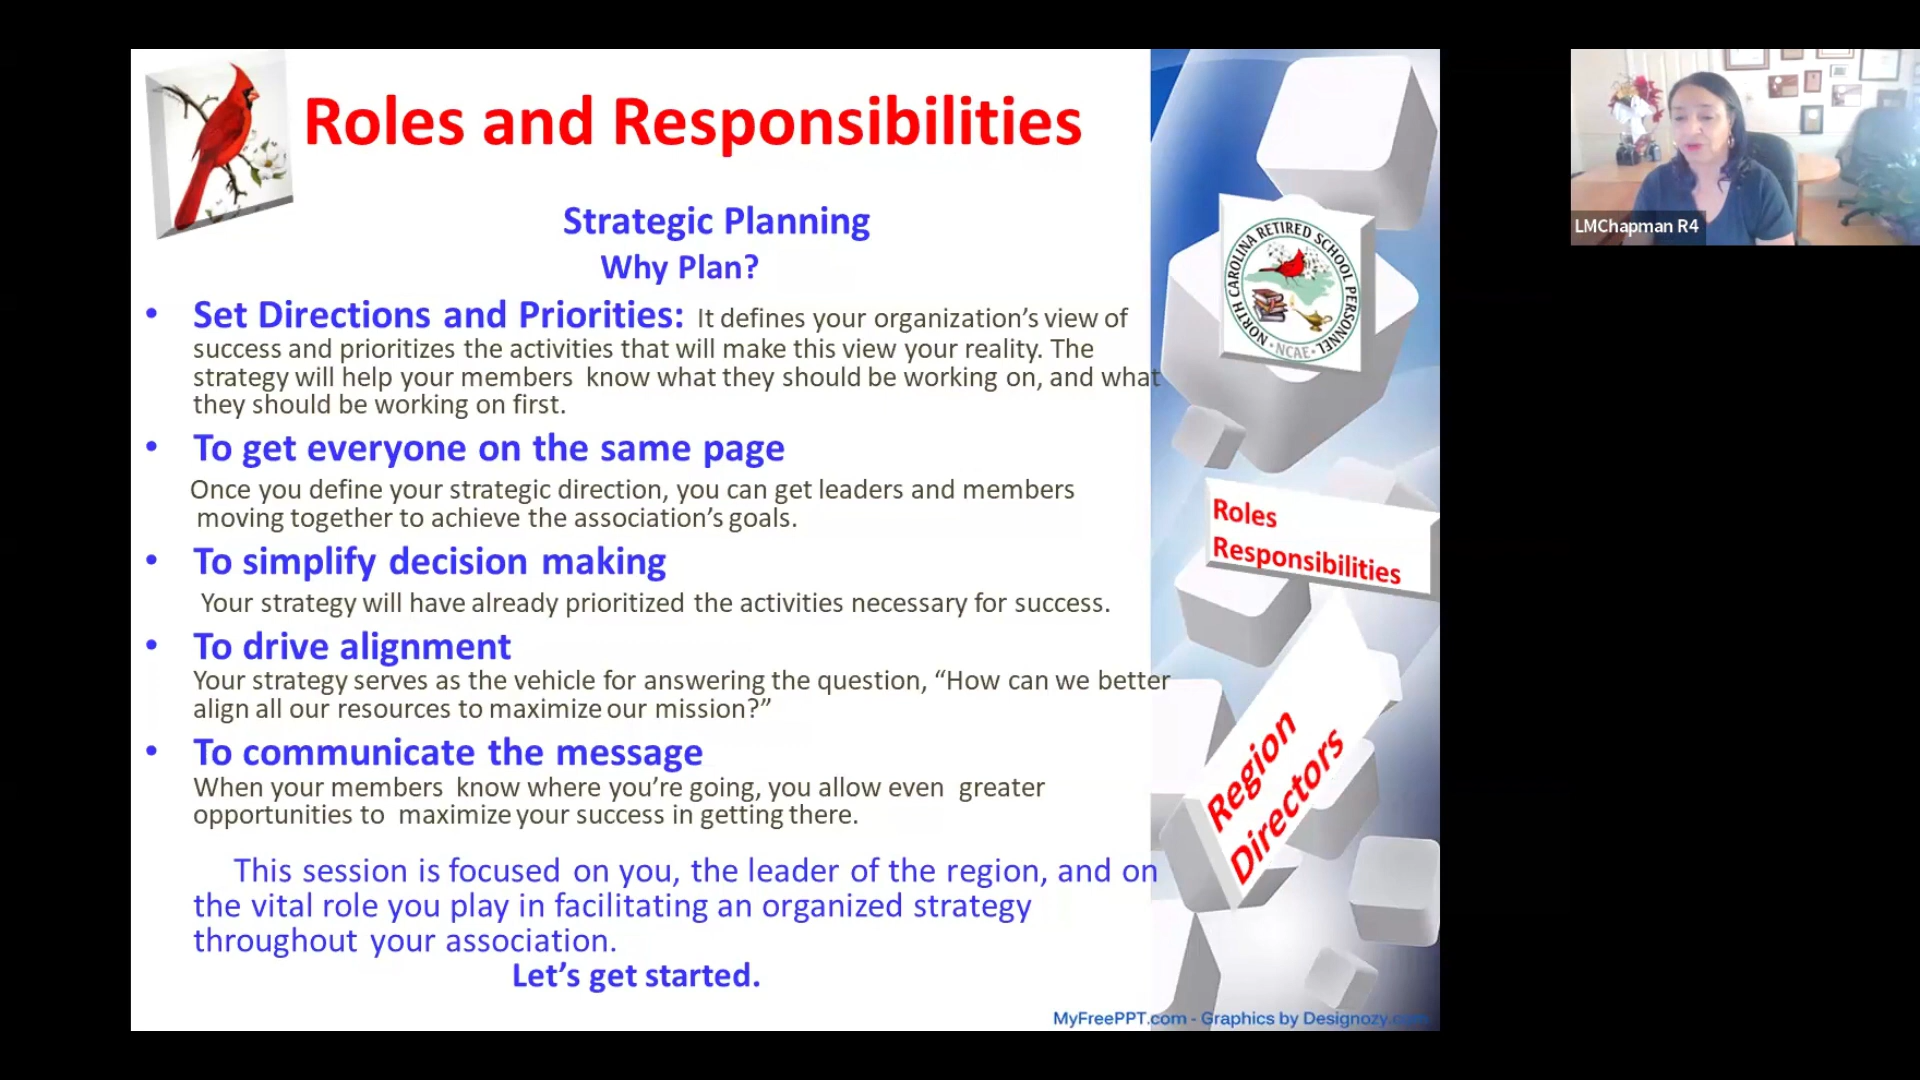 Roles and Responsibilities
Strategic Planning
Why Plan?
• Set Directions and Priorities: It defines your organization’s view of
success and prioritizes the activities that will make this view your reality. The
strategy will help your members know what they should be working on, and what
they should be working on first.
• To get everyone on the same page
Once you define your strategic direction, you can get leaders and members
moving together to achieve the association’s goals.
• To simplify decision making
Your strategy will have already prioritized the activities necessary for success.
• To drive alignment
Your strategy serves as the vehicle for answering the question, “How can we better
align all our resources to maximize our mission?”
• To communicate the message
When your members know where you’re going, you allow even greater
opportunities to maximize your success in getting there.
This session is focused on you, the leader of the region, and on
the vital role you play in facilitating an organized strategy
throughout your association.
Let’s get started.
NORTH CAROLINA RETIRED SCHOOL PERSONNEL
· NCAE ·
Roles
Responsibilities
Region
Directors
MyFreePPT.com - Graphics by Designozy.com
LMChapman R4